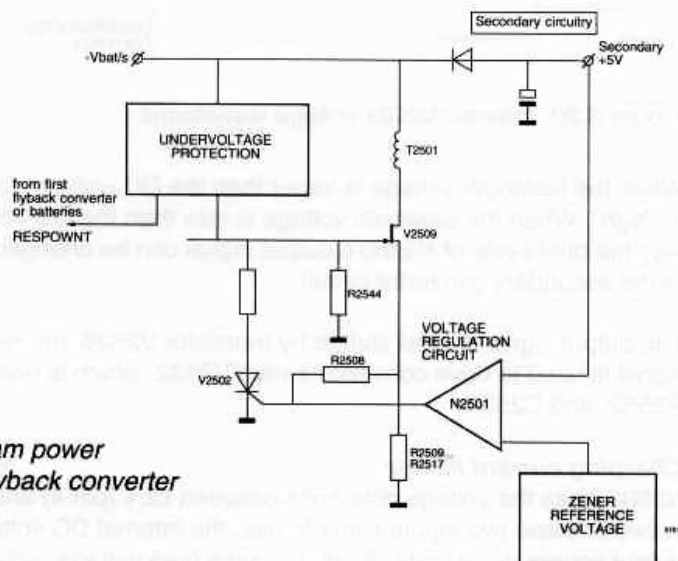 Secondary circuitry
-Vbat/s
Secondary
+5V
UNDERVOLTAGE
PROTECTION
T2501
from first
flyback converter
or batteries
RESPOWNT
V2509
R2544
VOLTAGE
REGULATION
CIRCUIT
R2508
V2502
N2501
am power
yback converter
R2509
R2517
ZENER
REFERENCE
VOLTAGE